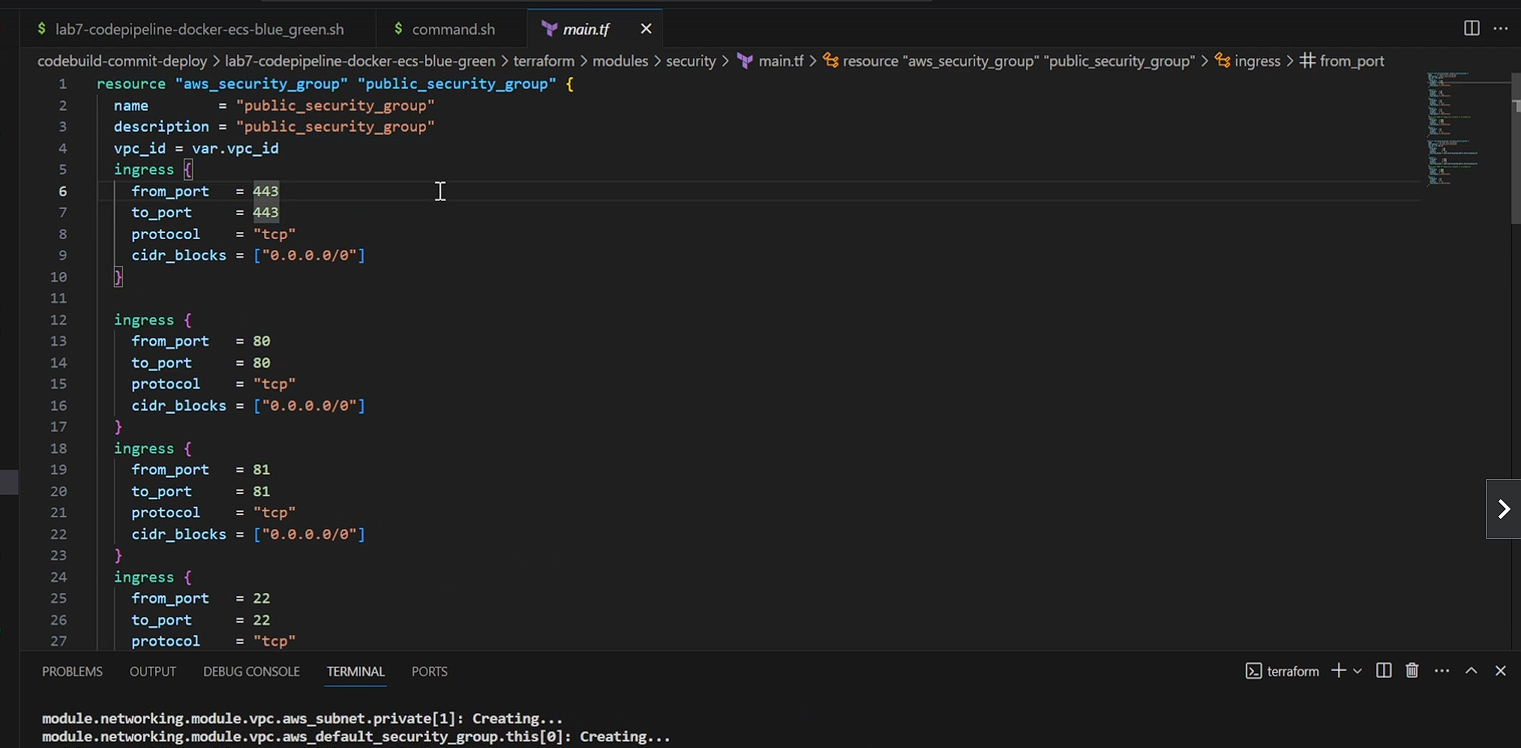 $ lab7-codepipeline-docker-ecs-blue_green.sh $ command.sh main.tf
codebuild-commit-deploy > lab7-codepipeline-docker-ecs-blue-green > terraform > modules > security > main.tf > resource "aws_security_group" "public_security_group" > ingress > from_port
1 resource "aws_security_group" "public_security_group" {
2 name = "public_security_group"
3 description = "public_security_group"
4 vpc_id = var.vpc_id
5 ingress {
6 from_port = 443
7 to_port = 443
8 protocol = "tcp"
9 cidr_blocks = ["0.0.0.0/0"]
10 }
11
12 ingress {
13 from_port = 80
14 to_port = 80
15 protocol = "tcp"
16 cidr_blocks = ["0.0.0.0/0"]
17 }
18 ingress {
19 from_port = 81
20 to_port = 81
21 protocol = "tcp"
22 cidr_blocks = ["0.0.0.0/0"]
23 }
24 ingress {
25 from_port = 22
26 to_port = 22
27 protocol = "tcp"
PROBLEMS OUTPUT DEBUG CONSOLE TERMINAL PORTS terraform
module.networking.module.vpc.aws_subnet.private[1]: Creating...
module.networking.module.vpc.aws_default_security_group.this[0]: Creating...